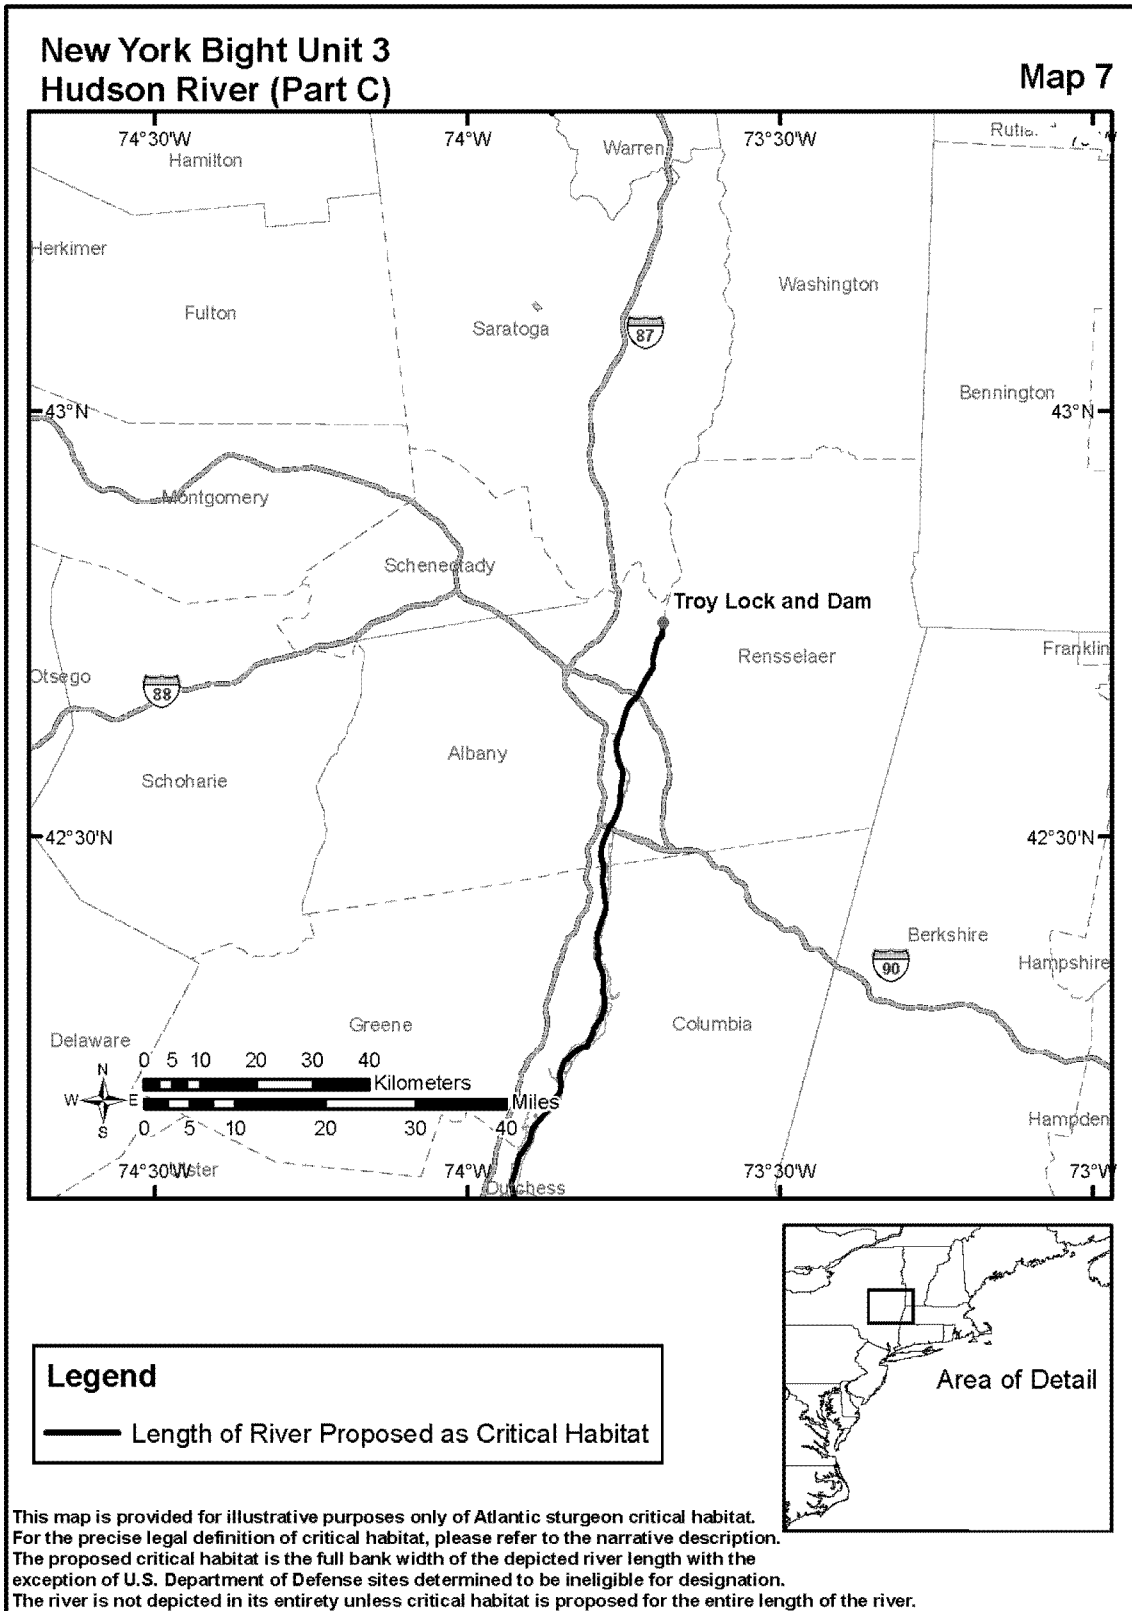 New York Bight Unit 3
Hudson River (Part C)
Map 7
74°30'W 74°W 73°30'W
Hamilton
Warren
Herkimer
Fulton
Saratoga
87
Washington
43°N
Bennington
43°N
Montgomery
Schenectady
Troy Lock and Dam
Rensselaer
Franklin
Otsego
88
Albany
Schoharie
42°30'N
42°30'N
Berkshire
90
Hampshire
Greene
Columbia
Delaware
0 5 10 20 30 40
Kilometers
N
W E
S
Miles
0 5 10 20 30 40
Hampden
74°30'W
Ulster
74°W
73°30'W
73°W
Dutchess
Area of Detail
Legend
Length of River Proposed as Critical Habitat
This map is provided for illustrative purposes only of Atlantic sturgeon critical habitat.
For the precise legal definition of critical habitat, please refer to the narrative description.
The proposed critical habitat is the full bank width of the depicted river length with the
exception of U.S. Department of Defense sites determined to be ineligible for designation.
The river is not depicted in its entirety unless critical habitat is proposed for the entire length of the river.